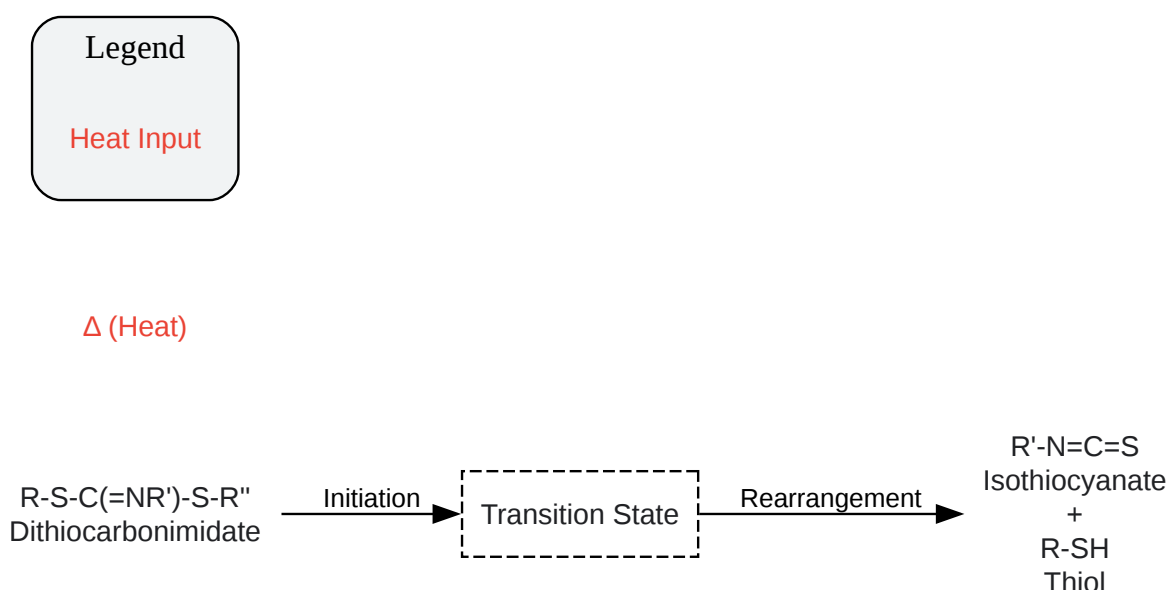 Legend
Heat Input
Δ (Heat)
R-S-C(=NR')-S-R"
Dithiocarbonimidate
Initiation
Transition State
Rearrangement
R'-N=C=S
Isothiocyanate
+
R-SH
Thiol